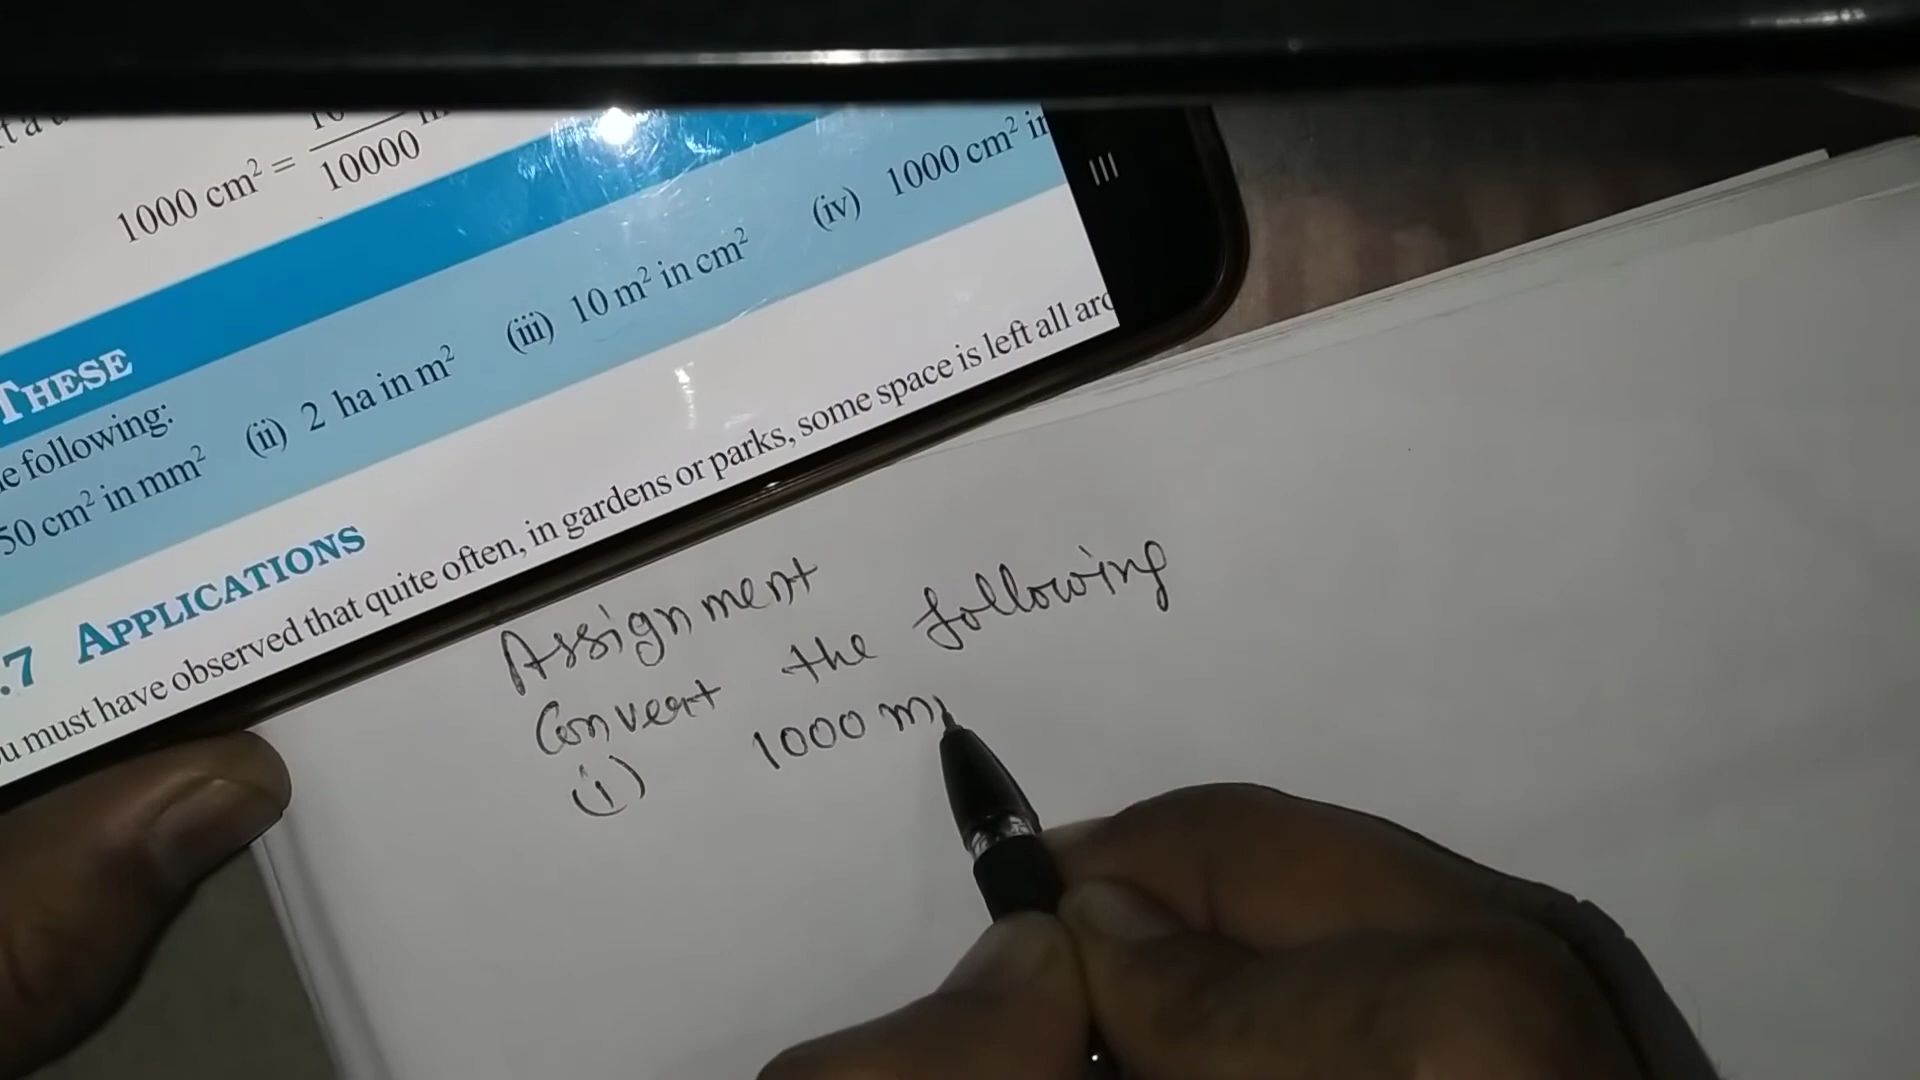 1000 cm² = 10000
THESE
following:
50 cm² in mm² (ii) 2 ha in m² (iii) 10 m² in cm² (iv) 1000 cm² in
.7 APPLICATIONS
u must have observed that quite often, in gardens or parks, some space is left all aro
Assignment
Convert the following
(i) 1000 m